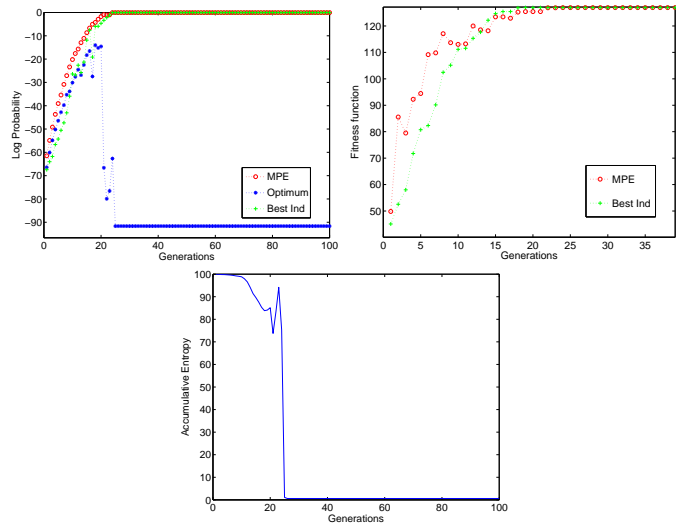 0
−10
−20
−30
−40
−50
−60
−70
−80
−90
Log Probability
0 20 40 60 80 100
Generations
MPE
Optimum
Best Ind
120
110
100
90
80
70
60
50
Fitness function
0 5 10 15 20 25 30 35
Generations
MPE
Best Ind
100
90
80
70
60
50
40
30
20
10
0
Accumulative Entropy
0 20 40 60 80 100
Generations